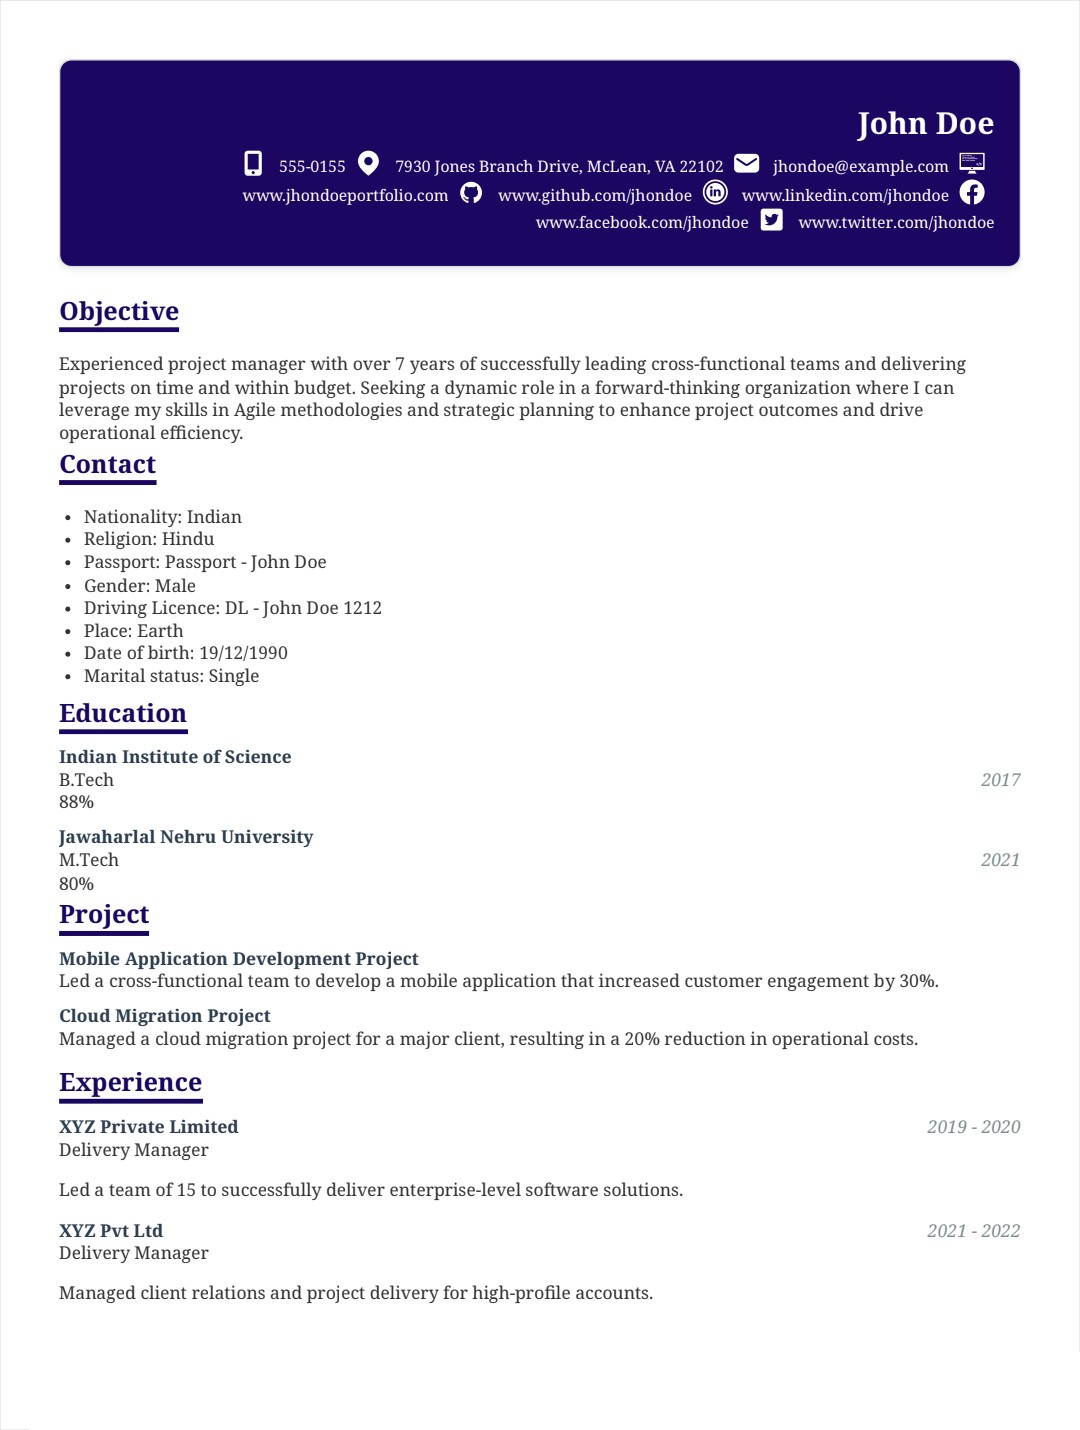 John Doe
555-0155 7930 Jones Branch Drive, McLean, VA 22102 jhondoe@example.com
www.jhondoeportfolio.com www.github.com/jhondoe www.linkedin.com/jhondoe
www.facebook.com/jhondoe www.twitter.com/jhondoe
Objective
Experienced project manager with over 7 years of successfully leading cross-functional teams and delivering
projects on time and within budget. Seeking a dynamic role in a forward-thinking organization where I can
leverage my skills in Agile methodologies and strategic planning to enhance project outcomes and drive
operational efficiency.
Contact
• Nationality: Indian
• Religion: Hindu
• Passport: Passport - John Doe
• Gender: Male
• Driving Licence: DL - John Doe 1212
• Place: Earth
• Date of birth: 19/12/1990
• Marital status: Single
Education
Indian Institute of Science
B.Tech 2017
88%
Jawaharlal Nehru University
M.Tech 2021
80%
Project
Mobile Application Development Project
Led a cross-functional team to develop a mobile application that increased customer engagement by 30%.
Cloud Migration Project
Managed a cloud migration project for a major client, resulting in a 20% reduction in operational costs.
Experience
XYZ Private Limited 2019 - 2020
Delivery Manager
Led a team of 15 to successfully deliver enterprise-level software solutions.
XYZ Pvt Ltd 2021 - 2022
Delivery Manager
Managed client relations and project delivery for high-profile accounts.